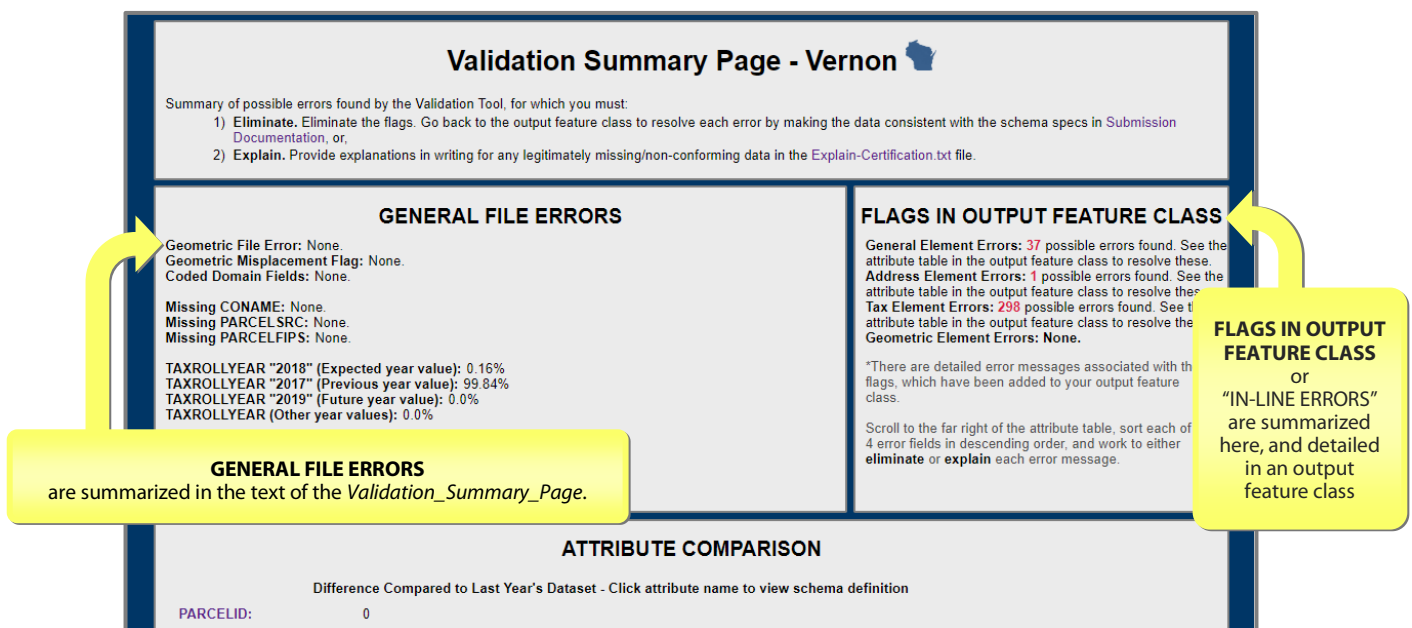 Validation Summary Page - Vernon
Summary of possible errors found by the Validation Tool, for which you must:
1) Eliminate. Eliminate the flags. Go back to the output feature class to resolve each error by making the data consistent with the schema specs in Submission
Documentation, or,
2) Explain. Provide explanations in writing for any legitimately missing/non-conforming data in the Explain-Certification.txt file.
GENERAL FILE ERRORS
Geometric File Error: None.
Geometric Misplacement Flag: None.
Coded Domain Fields: None.
Missing CONAME: None.
Missing PARCELSRC: None.
Missing PARCELFIPS: None.
TAXROLLYEAR "2018" (Expected year value): 0.16%
TAXROLLYEAR "2017" (Previous year value): 99.84%
TAXROLLYEAR "2019" (Future year value): 0.0%
TAXROLLYEAR (Other year values): 0.0%
GENERAL FILE ERRORS
are summarized in the text of the Validation_Summary_Page.
FLAGS IN OUTPUT FEATURE CLASS
General Element Errors: 37 possible errors found. See the
attribute table in the output feature class to resolve these.
Address Element Errors: 1 possible errors found. See the
attribute table in the output feature class to resolve
Tax Element Errors: 298 possible errors found. See
attribute table in the output feature class to resolve
Geometric Element Errors: None.
*There are detailed error messages associated with
flags, which have been added to your output feature
class.
Scroll to the far right of the attribute table, sort each of
4 error fields in descending order, and work to either
eliminate or explain each error message.
FLAGS IN OUTPUT
FEATURE CLASS
or
“IN-LINE ERRORS”
are summarized
here, and detailed
in an output
feature class
ATTRIBUTE COMPARISON
Difference Compared to Last Year's Dataset - Click attribute name to view schema definition
PARCELID: 0